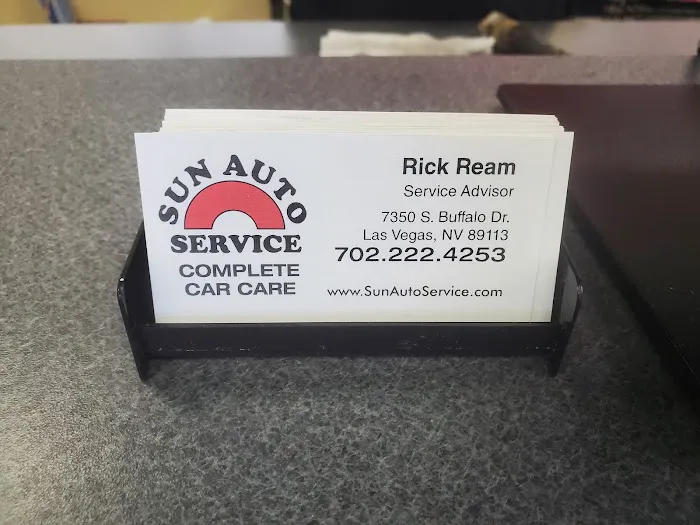 SUN AUTO
SERVICE
COMPLETE
CAR CARE
Rick Ream
Service Advisor
7350 S. Buffalo Dr.
Las Vegas, NV 89113
702.222.4253
www.SunAutoService.com